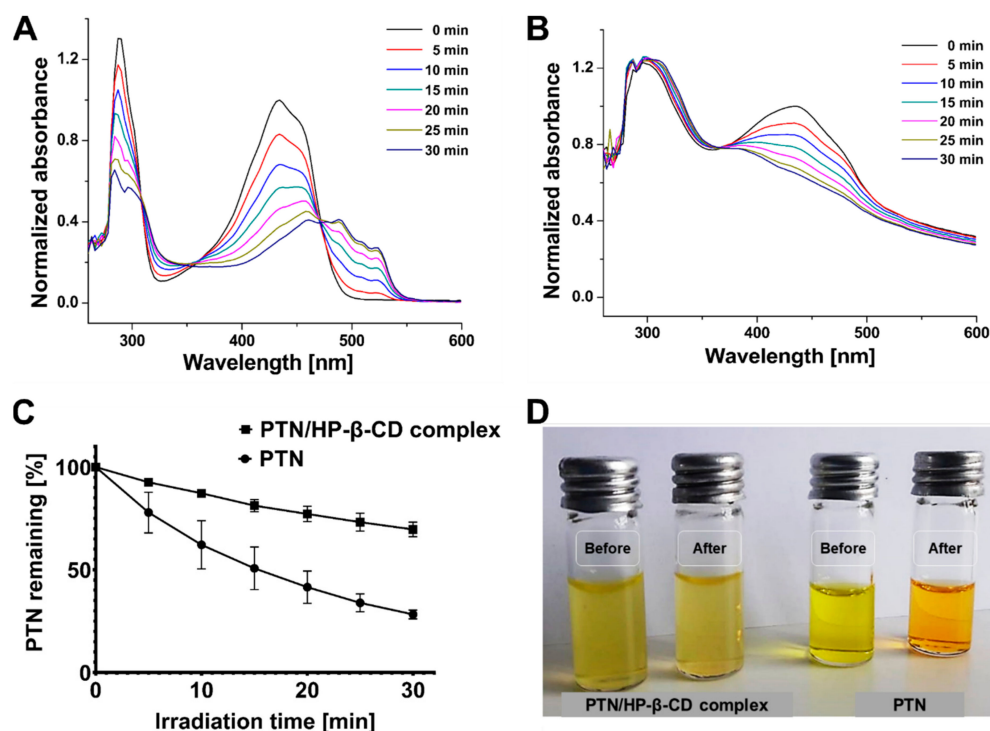 A
Normalized absorbance
1.2
0.8
0.4
0.0
300
400
500
600
Wavelength [nm]
0 min
5 min
10 min
15 min
20 min
25 min
30 min
B
Normalized absorbance
1.2
0.8
0.4
0.0
300
400
500
600
Wavelength [nm]
0 min
5 min
10 min
15 min
20 min
25 min
30 min
C
PTN/HP-β-CD complex
PTN
PTN remaining [%]
100
50
0
0
10
20
30
Irradiation time [min]
D
Before
After
Before
After
PTN/HP-β-CD complex
PTN